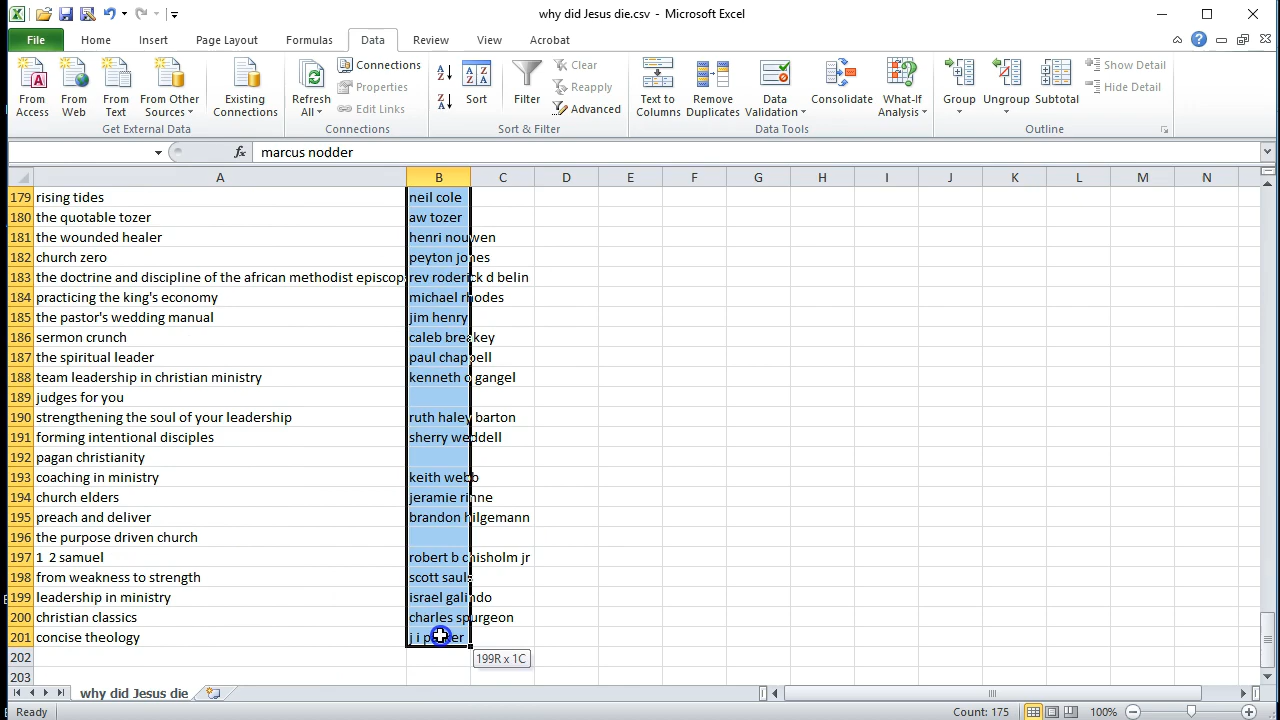 why did Jesus die.csv - Microsoft Excel
File Home Insert Page Layout Formulas Data Review View Acrobat
From Access From Web From Text From Other Sources Existing Connections Refresh All Connections Properties Edit Links Sort Filter Clear Reapply Advanced Text to Columns Remove Duplicates Data Validation Consolidate What-If Analysis Group Ungroup Subtotal Show Detail Hide Detail
Get External Data Connections Sort & Filter Data Tools Outline
fx marcus nodder
A B C D E F G H I J K L M N
179 rising tides neil cole
180 the quotable tozer aw tozer
181 the wounded healer henri nouwen
182 church zero peyton jones
183 the doctrine and discipline of the african methodist episcop rev roderick d belin
184 practicing the king's economy michael rhodes
185 the pastor's wedding manual jim henry
186 sermon crunch caleb breakey
187 the spiritual leader paul chappell
188 team leadership in christian ministry kenneth o gangel
189 judges for you
190 strengthening the soul of your leadership ruth haley barton
191 forming intentional disciples sherry weddell
192 pagan christianity
193 coaching in ministry keith webb
194 church elders jeramie rinne
195 preach and deliver brandon hilgemann
196 the purpose driven church
197 1 2 samuel robert b chisholm jr
198 from weakness to strength scott sauls
199 leadership in ministry israel galindo
200 christian classics charles spurgeon
201 concise theology j i
202 199R x 1C
203
why did Jesus die
Ready Count: 175 100%